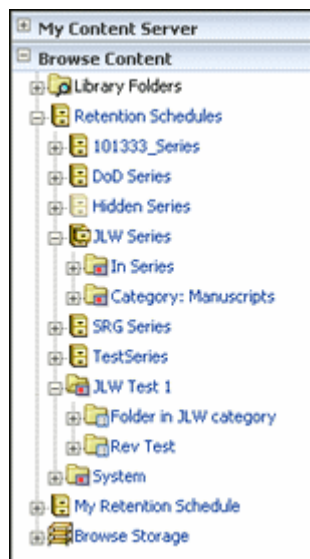 My Content Server
Browse Content
Library Folders
Retention Schedules
101333_Series
DoD Series
Hidden Series
JLW Series
In Series
Category: Manuscripts
SRG Series
TestSeries
JLW Test 1
Folder in JLW category
Rev Test
System
My Retention Schedule
Browse Storage